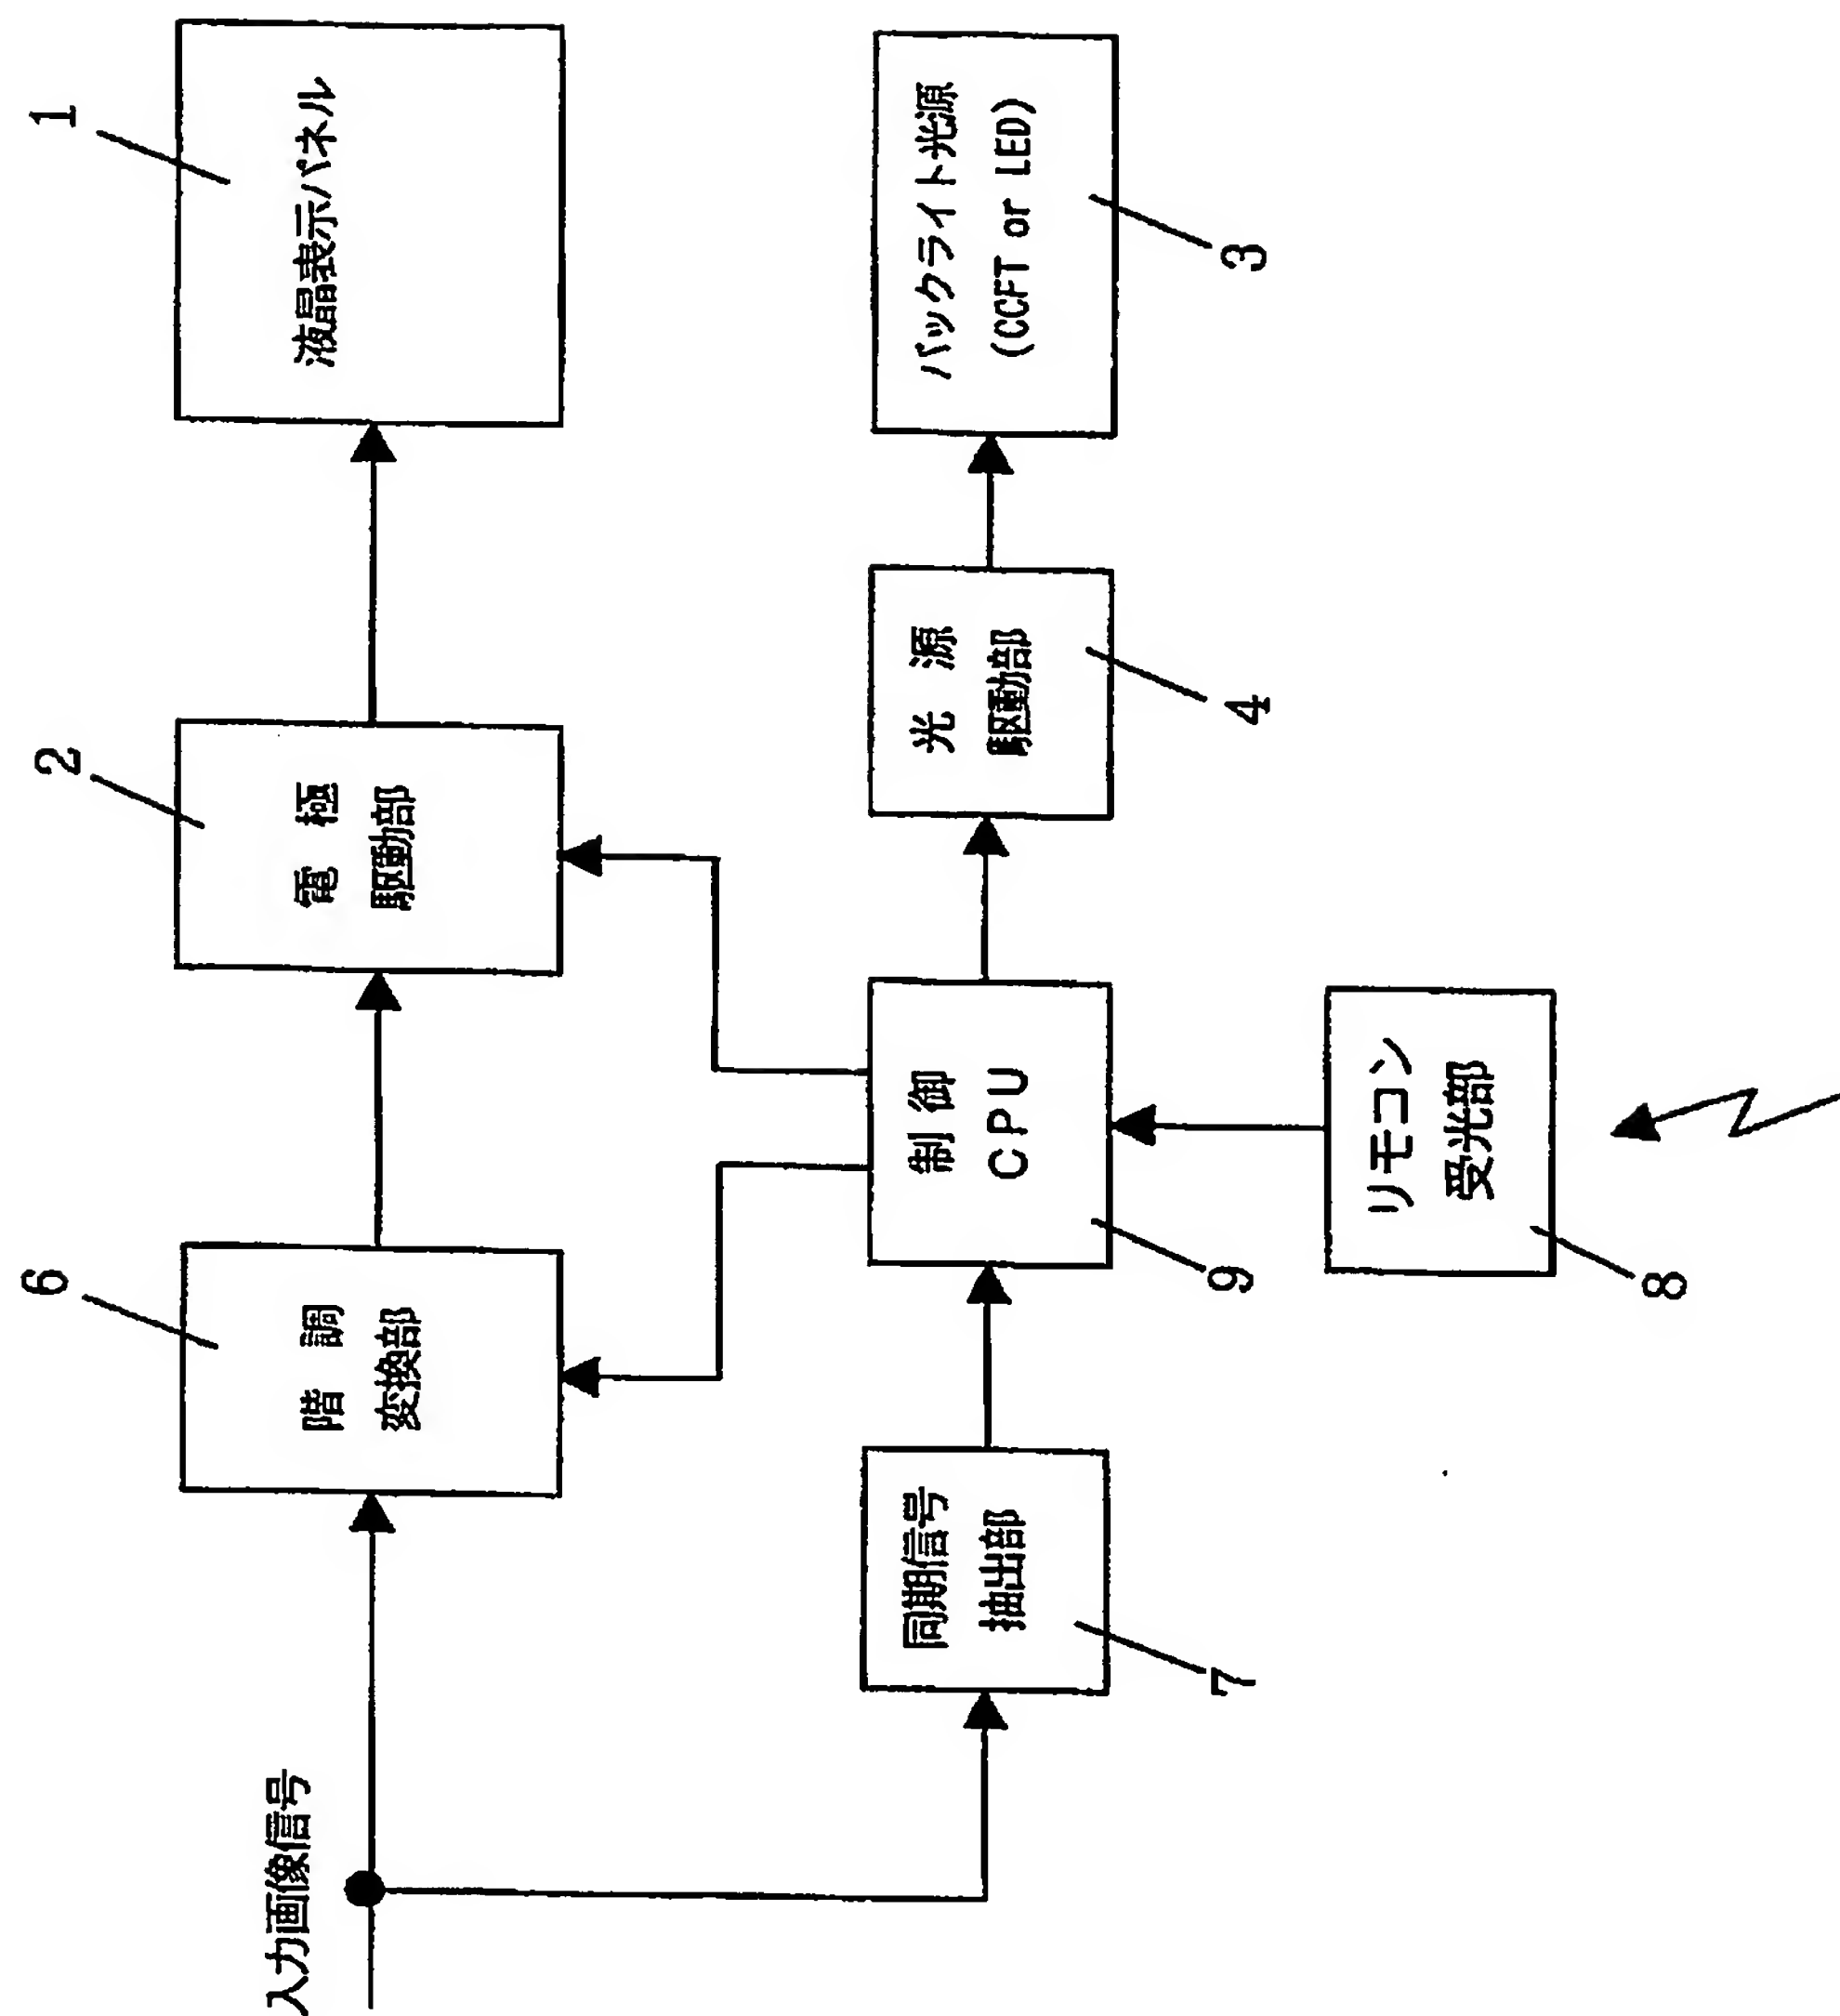 入力画像信号
6
階調
変換部
2
電極
駆動部
1
液晶表示パネル
同期信号
抽出部
7
制御
CPU
9
光源
駆動部
4
バックライト光源
(CCFT or LED)
3
リモコン
受光部
8